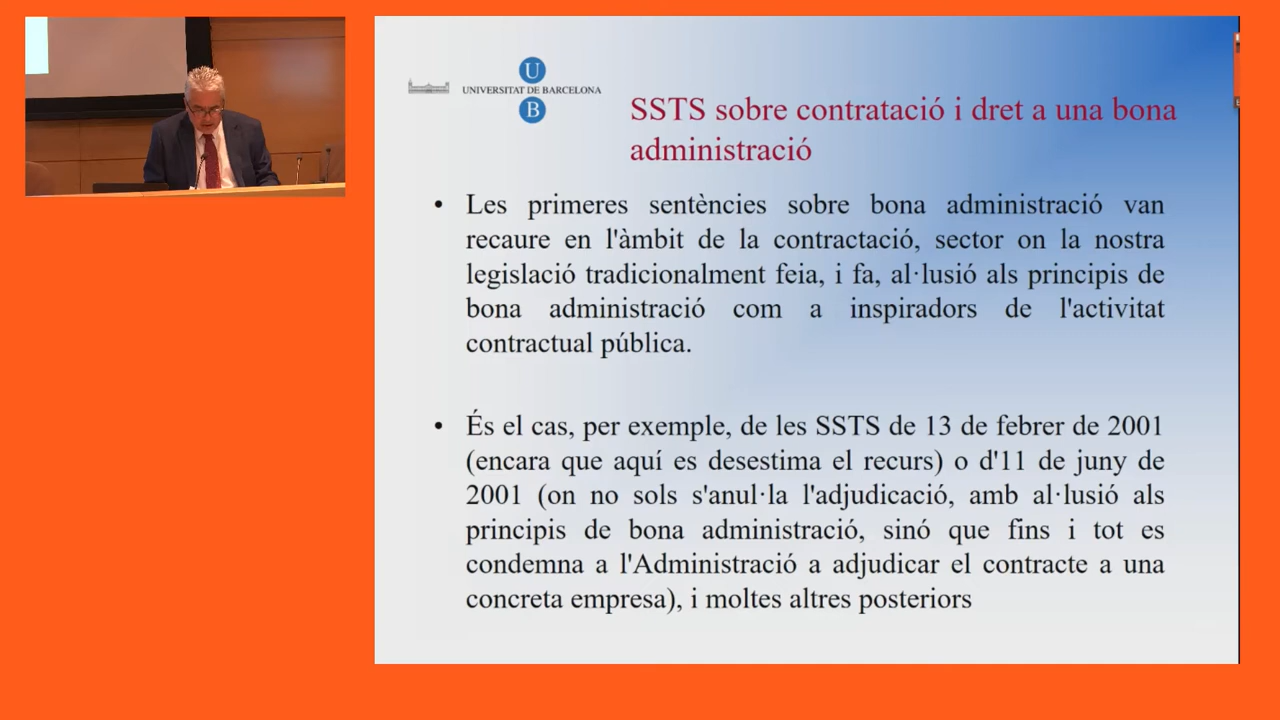 UNIVERSITAT DE BARCELONA
U
B
SSTS sobre contratació i dret a una bona
administració
• Les primeres sentències sobre bona administració van
recaure en l'àmbit de la contractació, sector on la nostra
legislació tradicionalment feia, i fa, al·lusió als principis de
bona administració com a inspiradors de l'activitat
contractual pública.
• És el cas, per exemple, de les SSTS de 13 de febrer de 2001
(encara que aquí es desestima el recurs) o d'11 de juny de
2001 (on no sols s'anul·la l'adjudicació, amb al·lusió als
principis de bona administració, sinó que fins i tot es
condemna a l'Administració a adjudicar el contracte a una
concreta empresa), i moltes altres posteriors